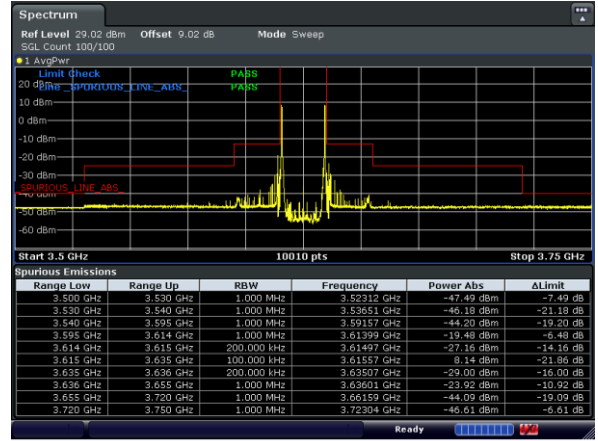 Spectrum
Ref Level 29.02 dBm Offset 9.02 dB Mode Sweep
SGL Count 100/100
1 AvgPwr
Limit Check PASS
20 dBm
Line _SPURIOUS_LINE_ABS_ PASS
10 dBm
0 dBm
-10 dBm
-20 dBm
-30 dBm
_SPURIOUS_LINE_ABS_
-40 dBm
-50 dBm
-60 dBm
Start 3.5 GHz 10010 pts Stop 3.75 GHz
Spurious Emissions
Range Low Range Up RBW Frequency Power Abs ΔLimit
3.500 GHz 3.530 GHz 1.000 MHz 3.52312 GHz -47.49 dBm -7.49 dB
3.530 GHz 3.540 GHz 1.000 MHz 3.53651 GHz -46.18 dBm -21.18 dB
3.540 GHz 3.595 GHz 1.000 MHz 3.59157 GHz -44.20 dBm -19.20 dB
3.595 GHz 3.614 GHz 1.000 MHz 3.61399 GHz -19.48 dBm -6.48 dB
3.614 GHz 3.615 GHz 200.000 kHz 3.61497 GHz -27.16 dBm -14.16 dB
3.615 GHz 3.635 GHz 100.000 kHz 3.61557 GHz 8.14 dBm -21.86 dB
3.635 GHz 3.636 GHz 200.000 kHz 3.63507 GHz -29.00 dBm -16.00 dB
3.636 GHz 3.655 GHz 1.000 MHz 3.63601 GHz -23.92 dBm -10.92 dB
3.655 GHz 3.720 GHz 1.000 MHz 3.66159 GHz -44.09 dBm -19.09 dB
3.720 GHz 3.750 GHz 1.000 MHz 3.72304 GHz -46.61 dBm -6.61 dB
Ready